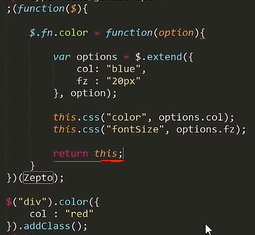 ;(function($){
$.fn.color = function(option){
var options = $.extend({
col: "blue",
fz : "20px"
}, option);
this.css("color", options.col);
this.css("fontSize", options.fz);
return this;
}
})(Zepto);
$("div").color({
col : "red"
}).addClass();